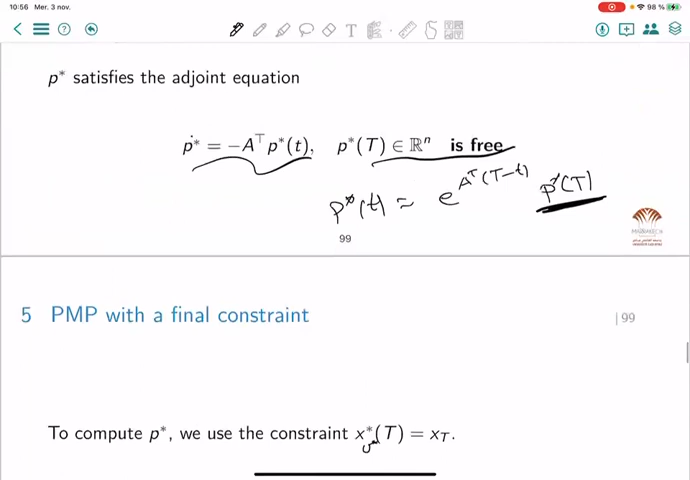 10:56 Mer. 3 nov. 98 %
p* satisfies the adjoint equation
ṗ* = −A⊤p*(t), p*(T) ∈ ℝⁿ is free
p*(t) = e^{A⊤(T−t)} p*(T)
99
5 PMP with a final constraint
| 99
To compute p*, we use the constraint x*ᵤ*(T) = x_T.